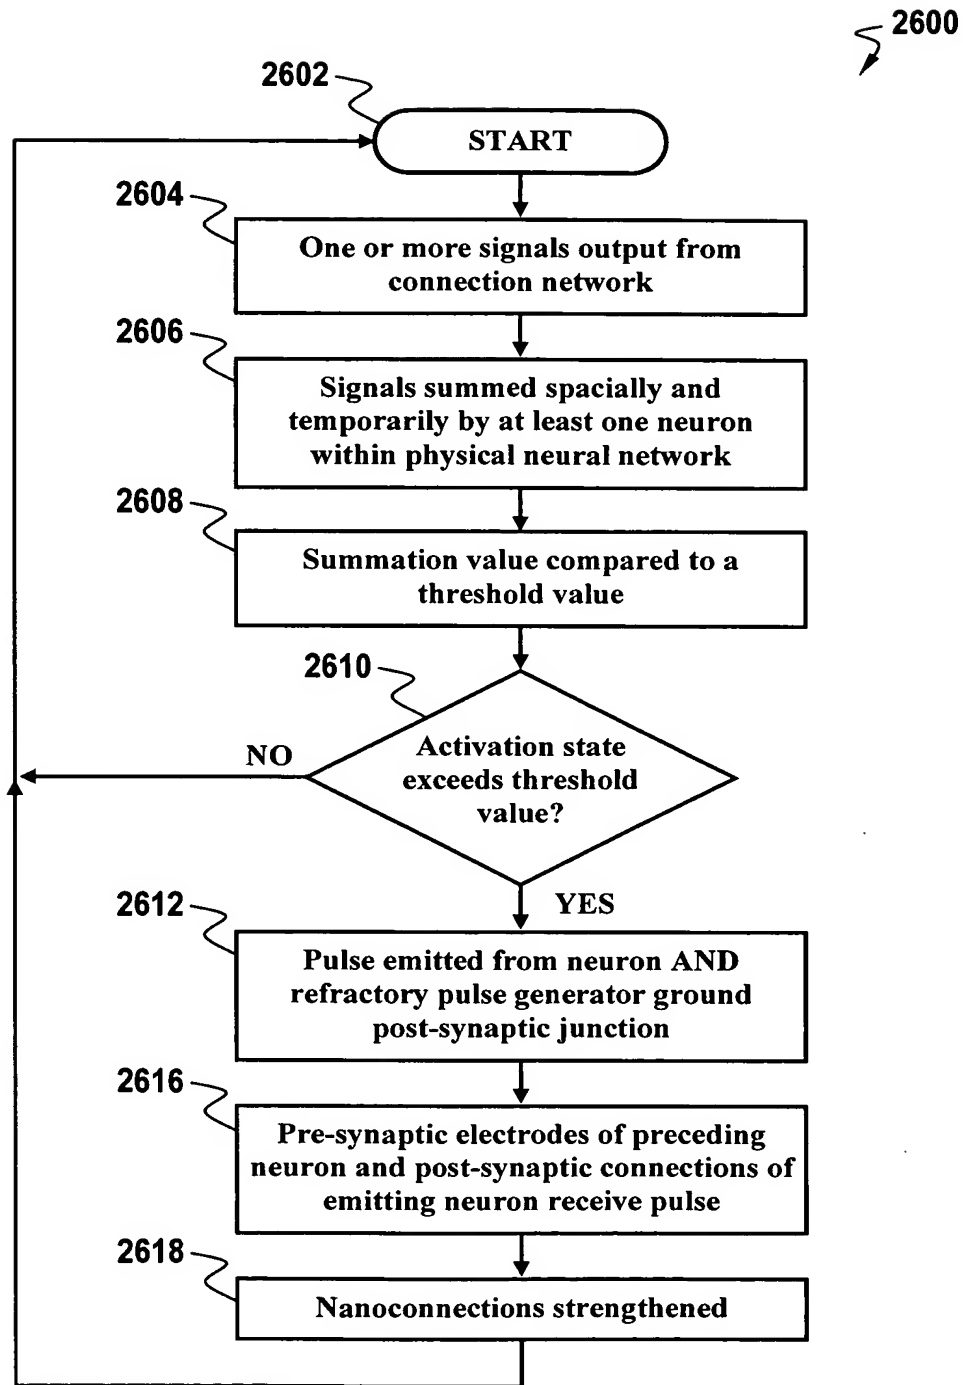 2600
2602
START
2604
One or more signals output from
connection network
2606
Signals summed spacially and
temporarily by at least one neuron
within physical neural network
2608
Summation value compared to a
threshold value
2610
Activation state
exceeds threshold
value?
NO
YES
2612
Pulse emitted from neuron AND
refractory pulse generator ground
post-synaptic junction
2616
Pre-synaptic electrodes of preceding
neuron and post-synaptic connections of
emitting neuron receive pulse
2618
Nanoconnections strengthened